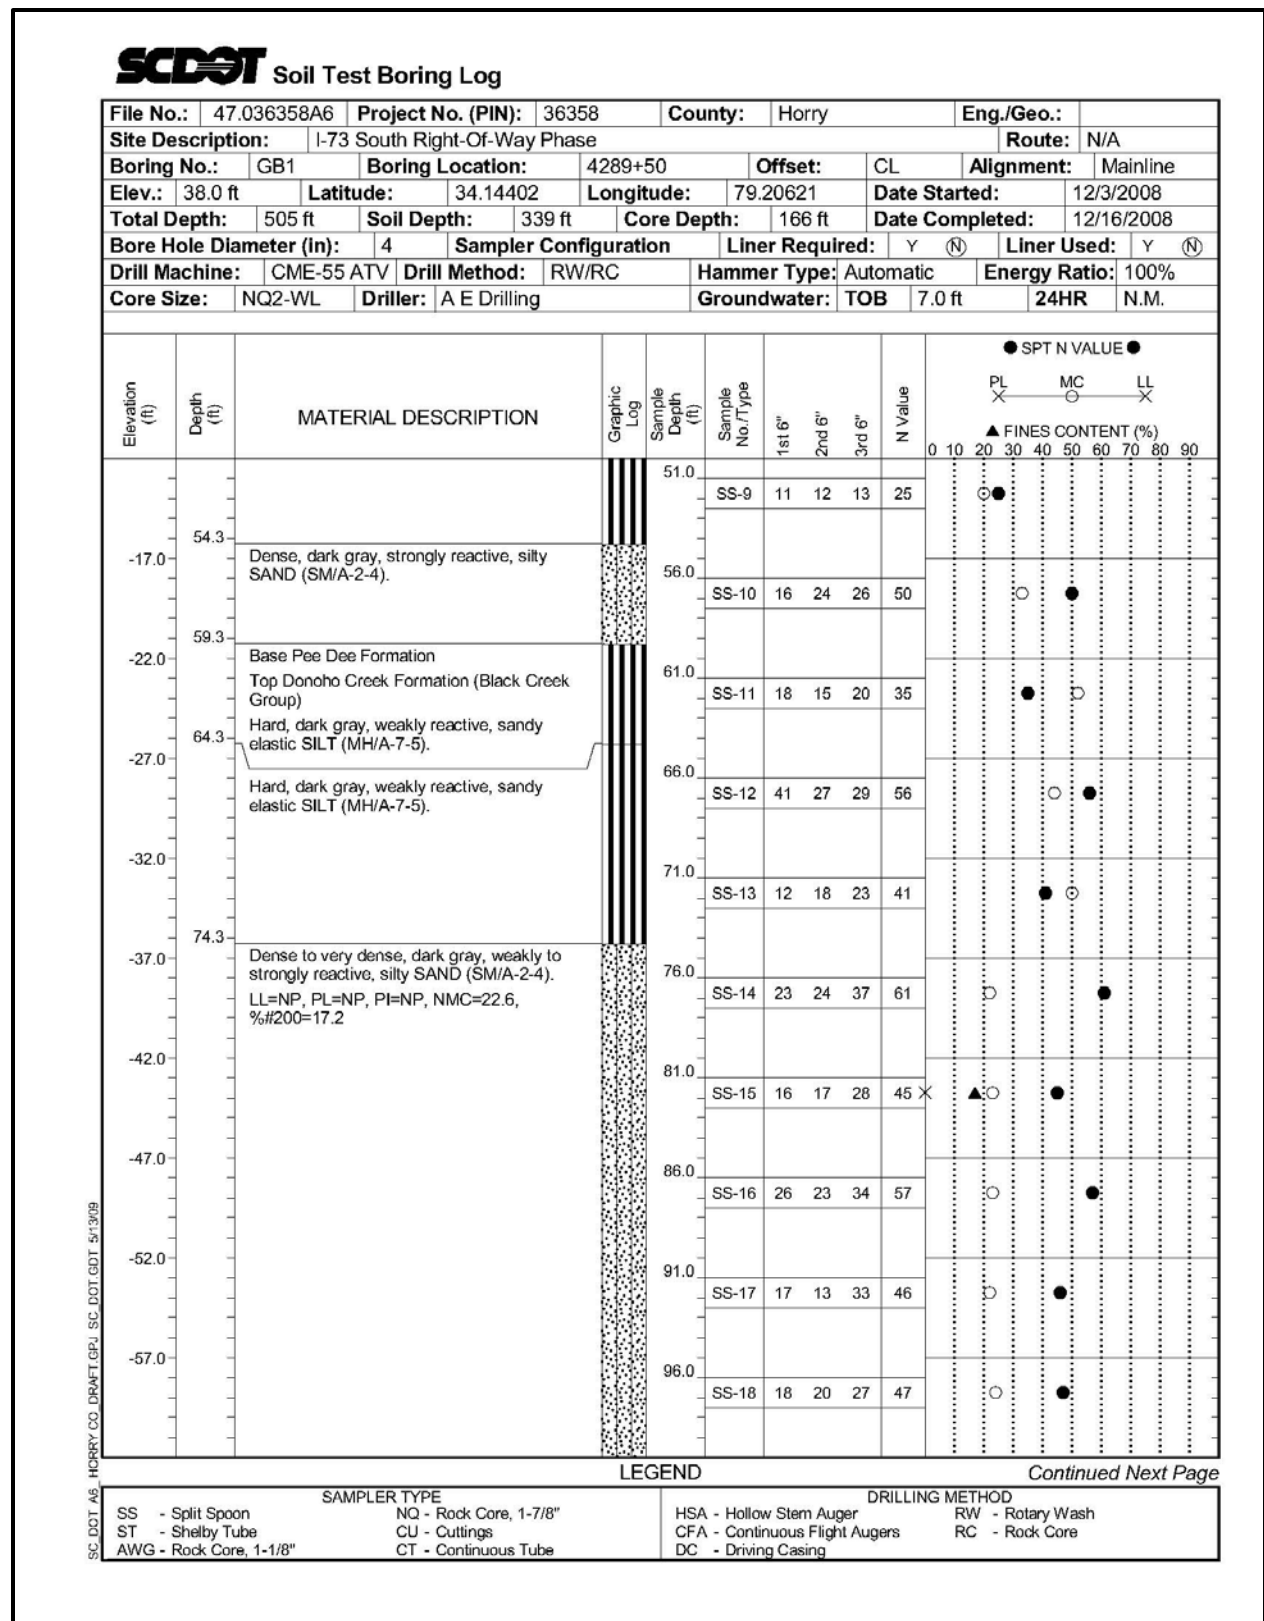 SCDOT Soil Test Boring Log
File No.: 47.036358A6 Project No. (PIN): 36358 County: Horry Eng./Geo.:
Site Description: I-73 South Right-Of-Way Phase Route: N/A
Boring No.: GB1 Boring Location: 4289+50 Offset: CL Alignment: Mainline
Elev.: 38.0 ft Latitude: 34.14402 Longitude: 79.20621 Date Started: 12/3/2008
Total Depth: 505 ft Soil Depth: 339 ft Core Depth: 166 ft Date Completed: 12/16/2008
Bore Hole Diameter (in): 4 Sampler Configuration Liner Required: Y N Liner Used: Y N
Drill Machine: CME-55 ATV Drill Method: RW/RC Hammer Type: Automatic Energy Ratio: 100%
Core Size: NQ2-WL Driller: A E Drilling Groundwater: TOB 7.0 ft 24HR N.M.
Elevation (ft) Depth (ft) MATERIAL DESCRIPTION Graphic Log Sample Depth (ft) Sample No./Type 1st 6" 2nd 6" 3rd 6" N Value
● SPT N VALUE ●
PL MC LL
▲ FINES CONTENT (%)
0 10 20 30 40 50 60 70 80 90
51.0
SS-9 11 12 13 25
54.3
-17.0 Dense, dark gray, strongly reactive, silty
SAND (SM/A-2-4).
56.0
SS-10 16 24 26 50
59.3
-22.0 Base Pee Dee Formation
61.0
Top Donoho Creek Formation (Black Creek
Group)
SS-11 18 15 20 35
Hard, dark gray, weakly reactive, sandy
64.3 elastic SILT (MH/A-7-5).
-27.0
66.0
Hard, dark gray, weakly reactive, sandy
elastic SILT (MH/A-7-5).
SS-12 41 27 29 56
-32.0
71.0
SS-13 12 18 23 41
74.3
-37.0 Dense to very dense, dark gray, weakly to
strongly reactive, silty SAND (SM/A-2-4).
76.0
LL=NP, PL=NP, PI=NP, NMC=22.6,
%#200=17.2
SS-14 23 24 37 61
-42.0
81.0
SS-15 16 17 28 45
-47.0
86.0
SS-16 26 23 34 57
-52.0
91.0
SS-17 17 13 33 46
-57.0
96.0
SS-18 18 20 27 47
SC_DOT A6_HORRY CO_DRAFT.GPJ SC_DOT.GDT 5/13/09
LEGEND Continued Next Page
SAMPLER TYPE DRILLING METHOD
SS - Split Spoon NQ - Rock Core, 1-7/8" HSA - Hollow Stem Auger RW - Rotary Wash
ST - Shelby Tube CU - Cuttings CFA - Continuous Flight Augers RC - Rock Core
AWG - Rock Core, 1-1/8" CT - Continuous Tube DC - Driving Casing